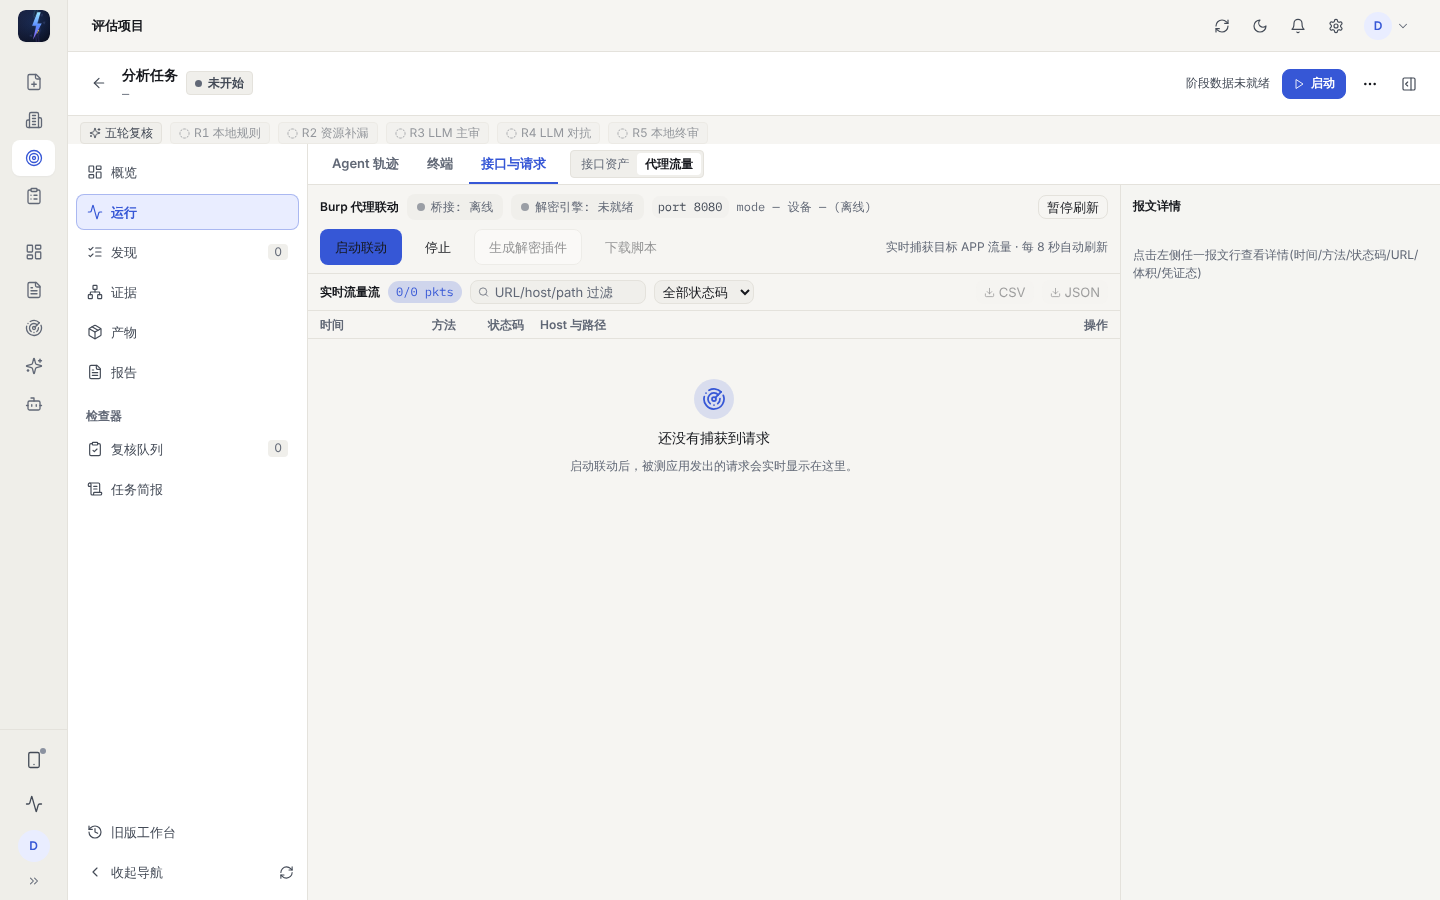 评估项目
D
分析任务
—
未开始
阶段数据未就绪
启动
五轮复核
R1 本地规则
R2 资源补漏
R3 LLM 主审
R4 LLM 对抗
R5 本地终审
概览
运行
发现
0
证据
产物
报告
检查器
复核队列
0
任务简报
旧版工作台
收起导航
D
Agent 轨迹
终端
接口与请求
接口资产
代理流量
Burp 代理联动
桥接: 离线
解密引擎: 未就绪
port 8080
mode — 设备 — (离线)
暂停刷新
启动联动
停止
生成解密插件
下载脚本
实时捕获目标 APP 流量 · 每 8 秒自动刷新
实时流量流
0/0 pkts
URL/host/path 过滤
全部状态码
CSV
JSON
时间
方法
状态码
Host 与路径
操作
还没有捕获到请求
启动联动后，被测应用发出的请求会实时显示在这里。
报文详情
点击左侧任一报文行查看详情(时间/方法/状态码/URL/
体积/凭证态)